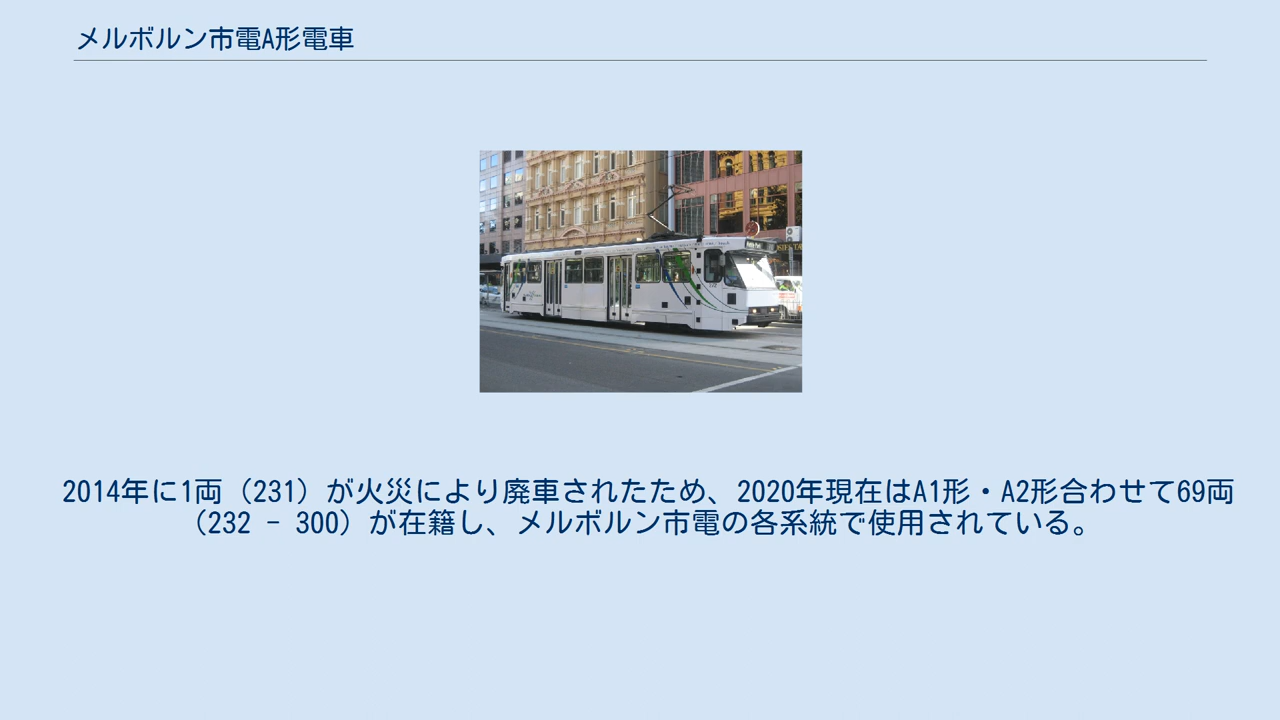 メルボルン市電A形電車
2014年に1両（231）が火災により廃車されたため、2020年現在はA1形・A2形合わせて69両
（232 - 300）が在籍し、メルボルン市電の各系統で使用されている。